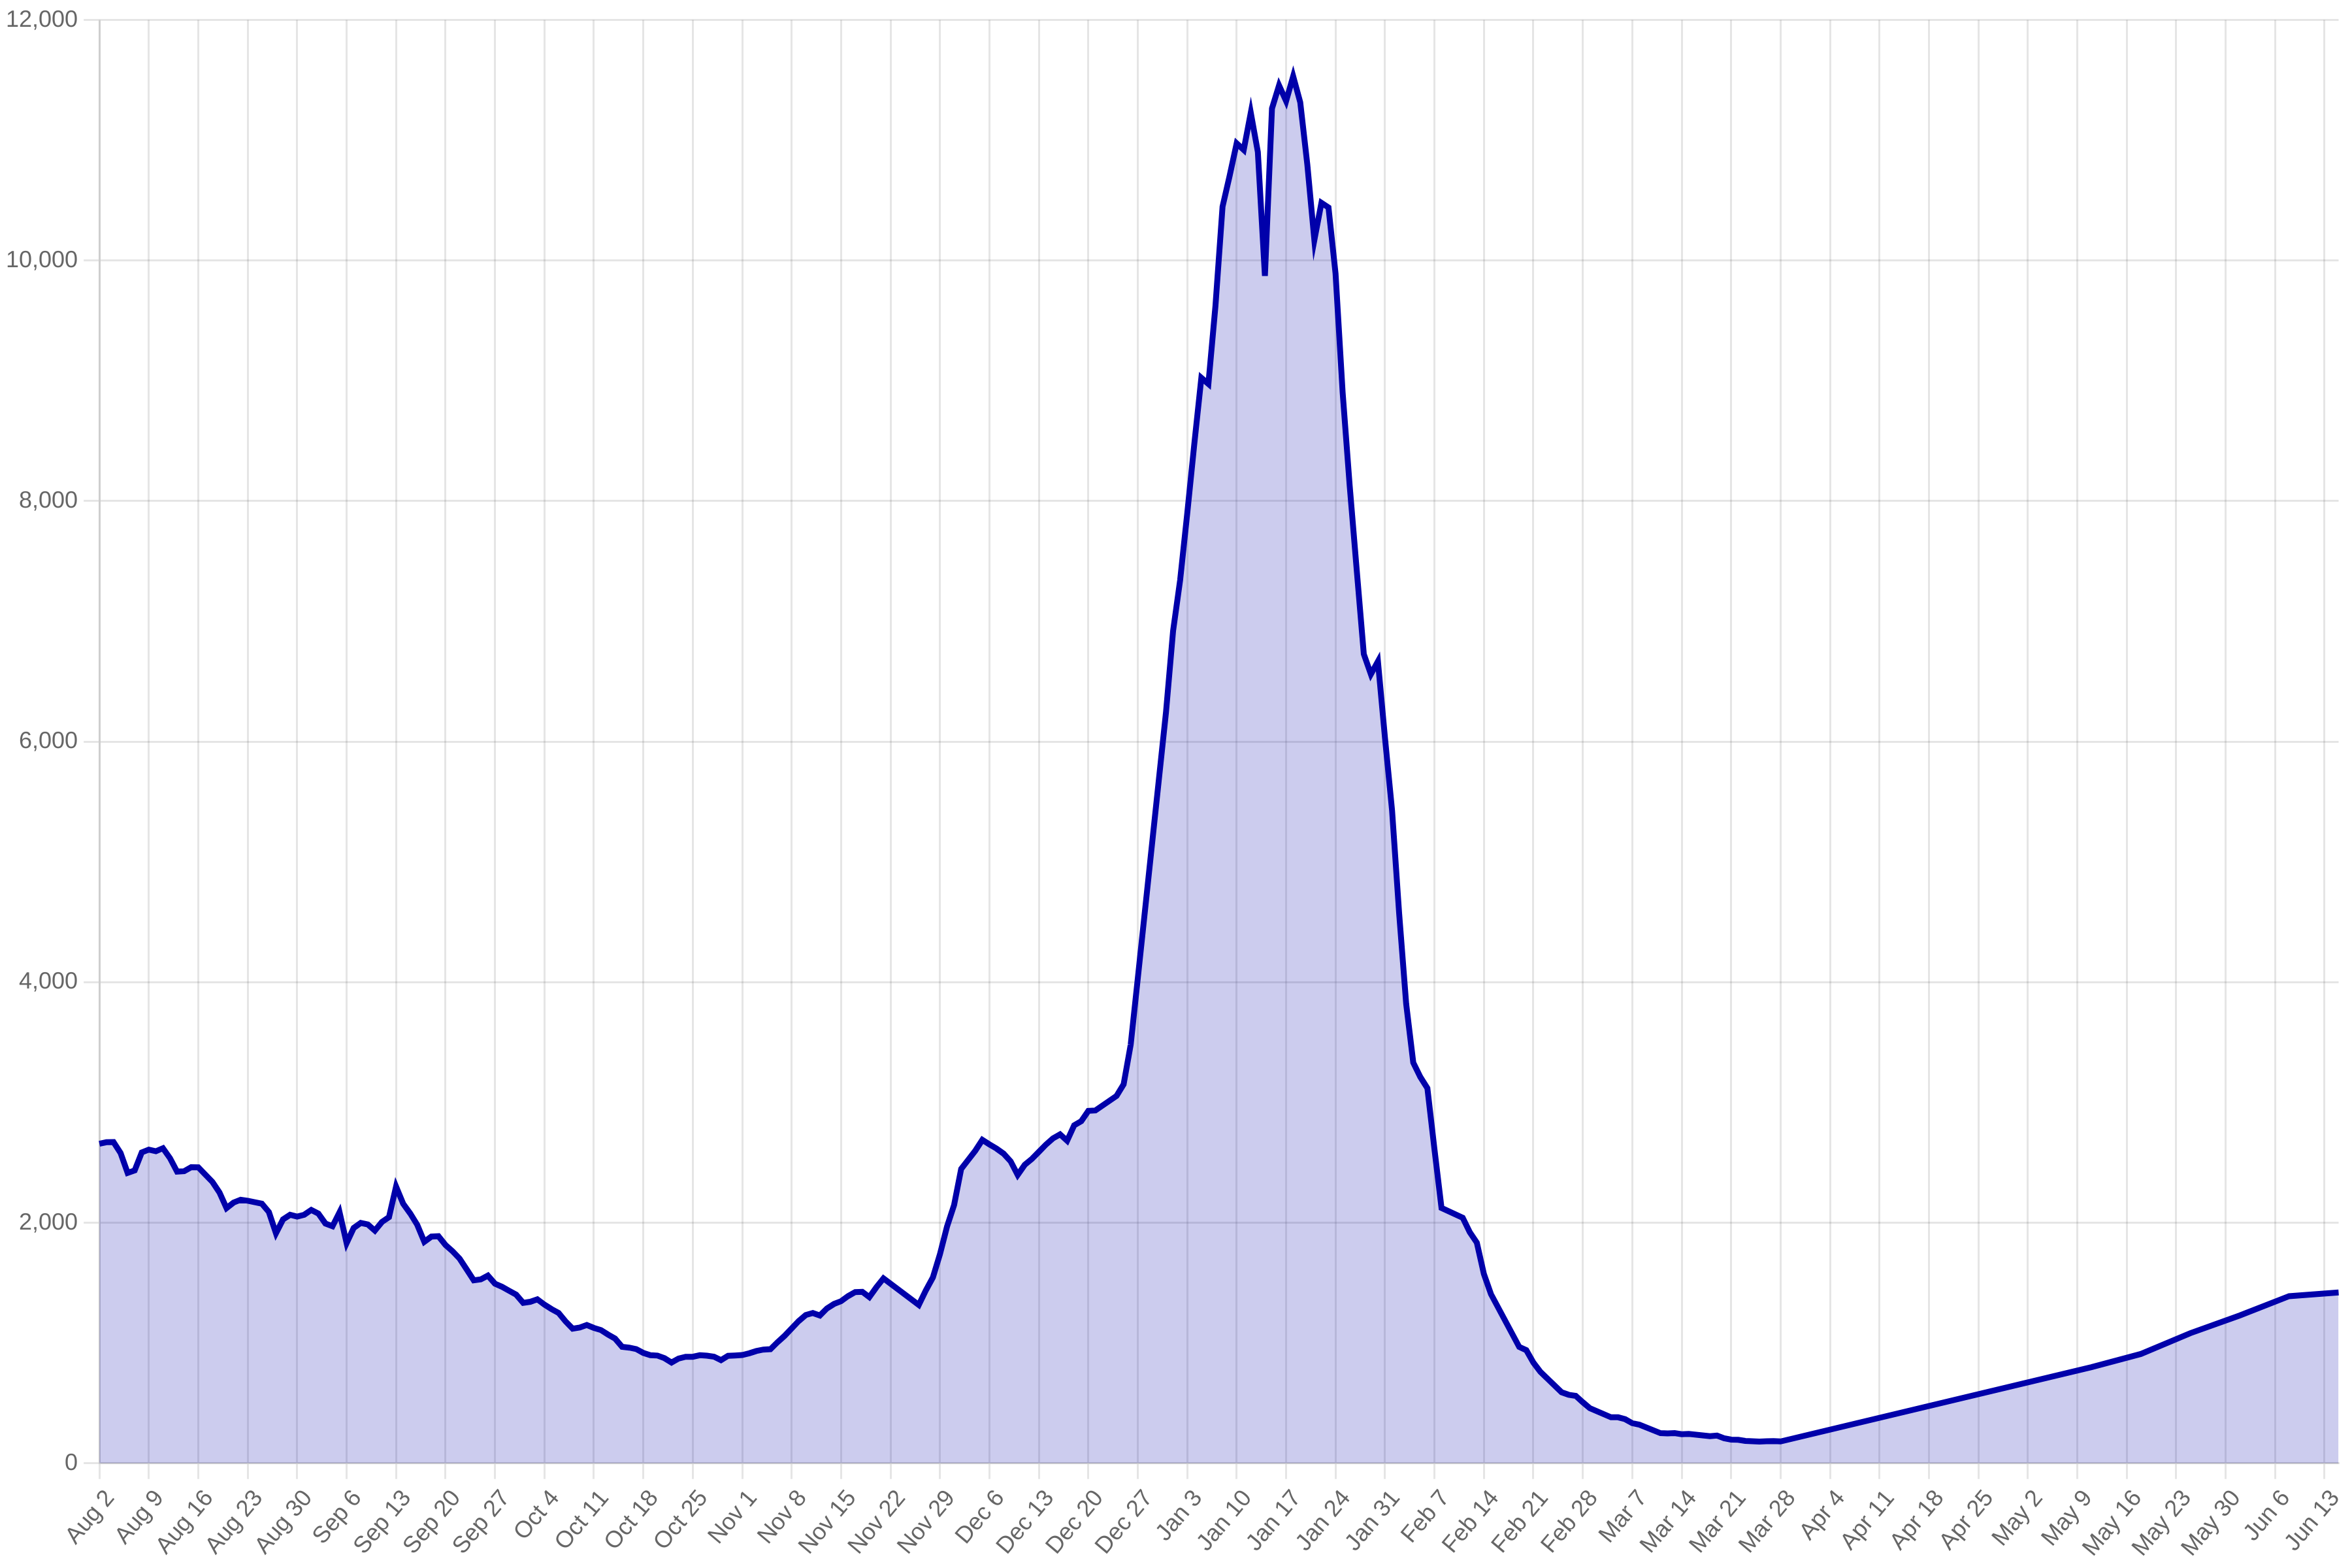 12,000
10,000
8,000
6,000
4,000
2,000
0
Aug 2
Aug 9
Aug 16
Aug 23
Aug 30
Sep 6
Sep 13
Sep 20
Sep 27
Oct 4
Oct 11
Oct 18
Oct 25
Nov 1
Nov 8
Nov 15
Nov 22
Nov 29
Dec 6
Dec 13
Dec 20
Dec 27
Jan 3
Jan 10
Jan 17
Jan 24
Jan 31
Feb 7
Feb 14
Feb 21
Feb 28
Mar 7
Mar 14
Mar 21
Mar 28
Apr 4
Apr 11
Apr 18
Apr 25
May 2
May 9
May 16
May 23
May 30
Jun 6
Jun 13